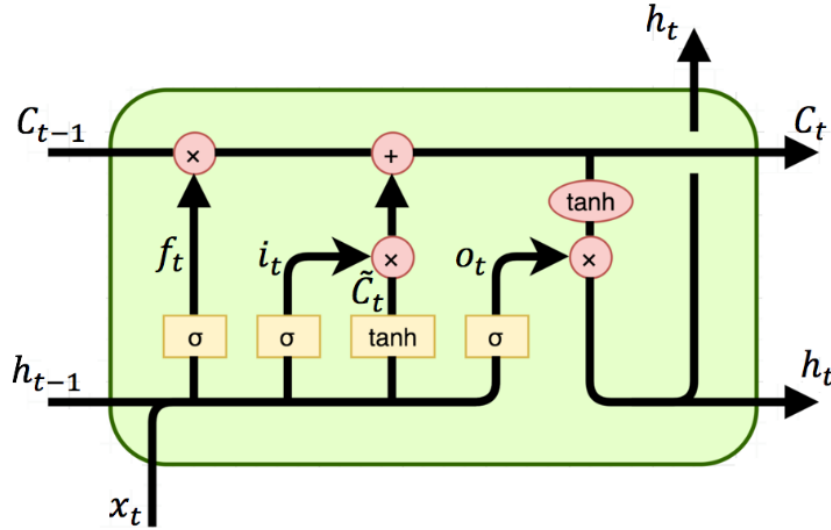 h_t
C_{t−1} × + C_t
tanh
f_t i_t × o_t ×
C̃_t
σ σ tanh σ
h_{t−1} h_t
x_t